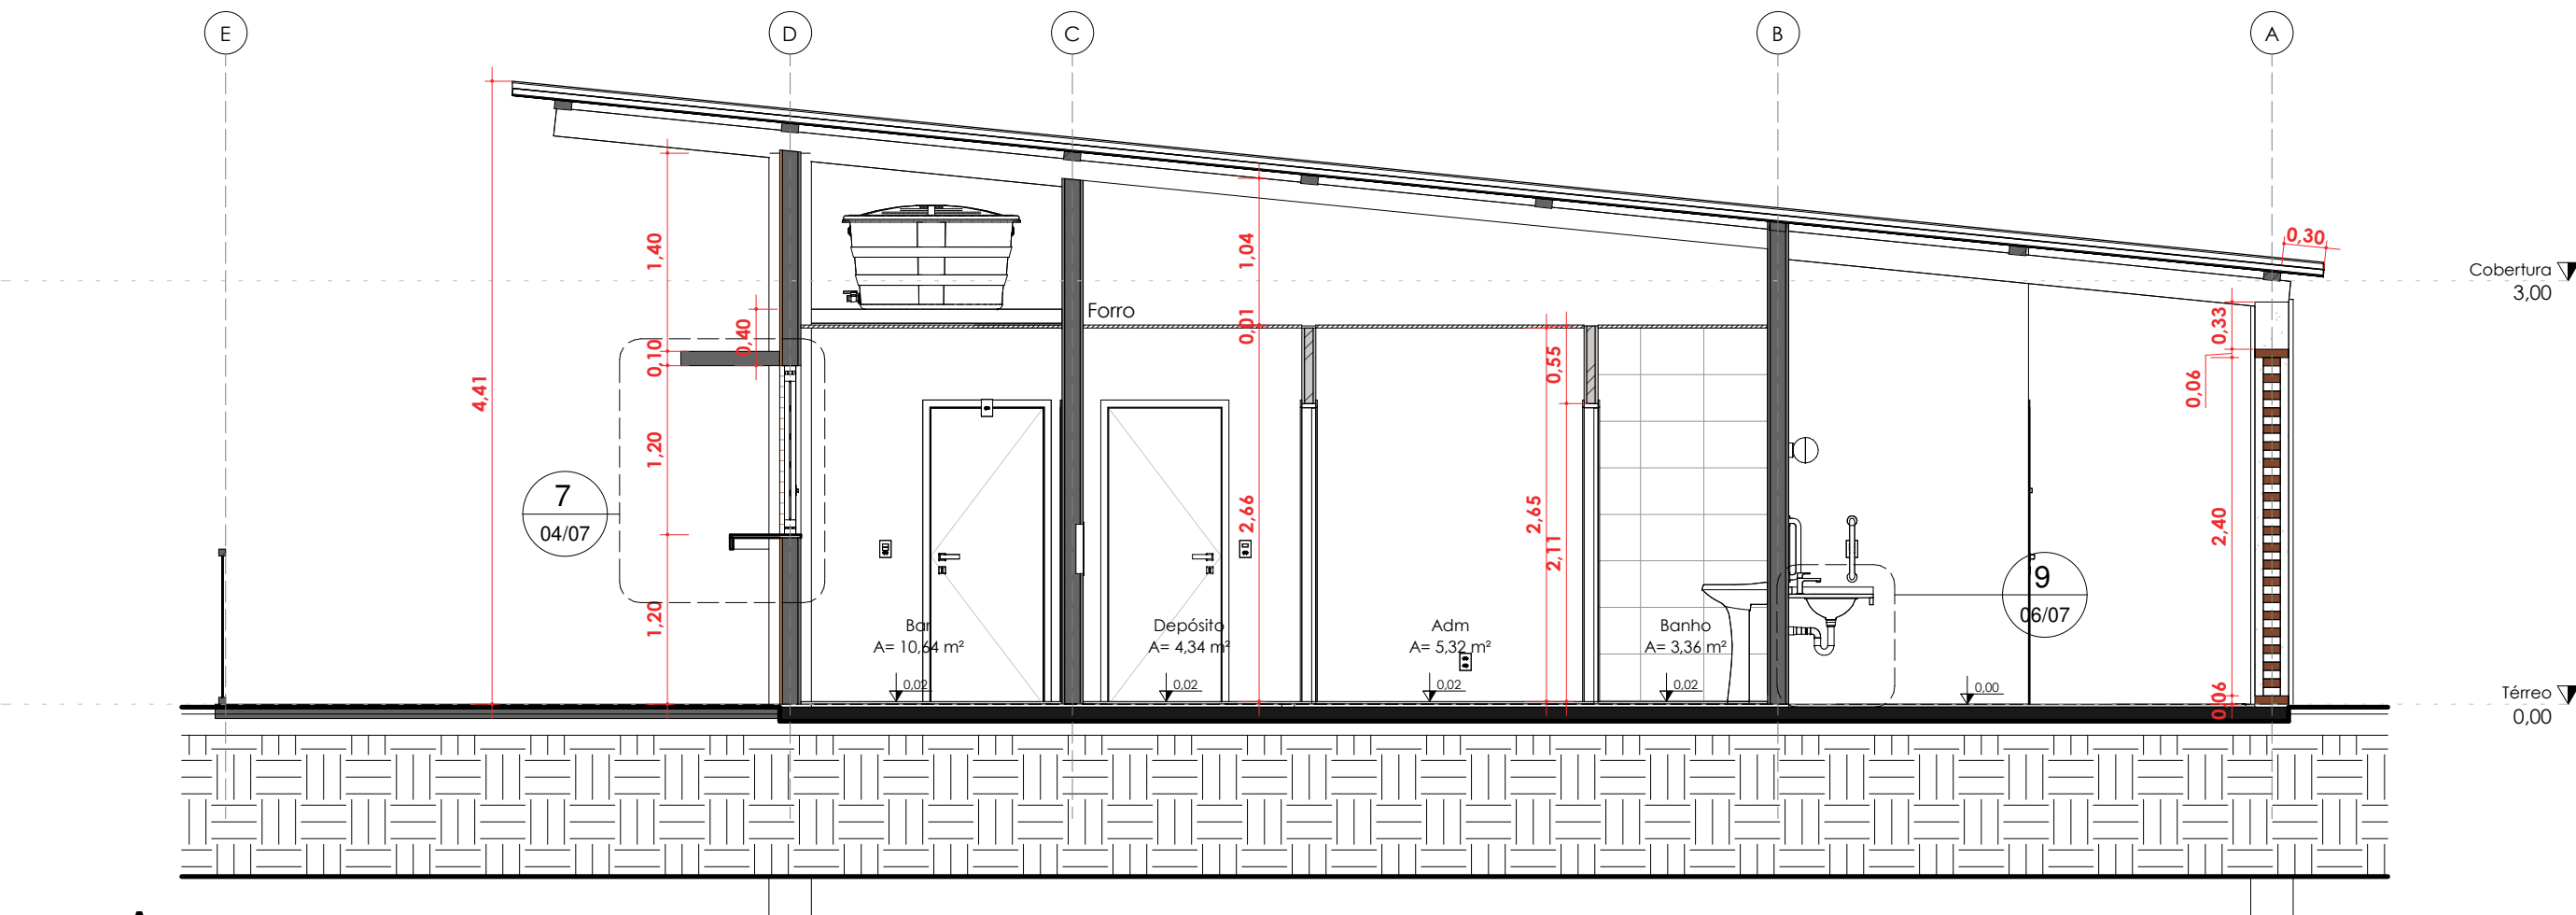 E
D
C
B
A
4,41
1,40
0,10
0,40
1,20
1,20
7
04/07
Forro
1,04
0,01
2,66
2,65
0,55
2,11
0,30
0,33
0,06
2,40
0,06
Cobertura
3,00
Térreo
0,00
9
06/07
Bar
A= 10,64 m²
0,02
Depósito
A= 4,34 m²
0,02
Adm
A= 5,32 m²
0,02
Banho
A= 3,36 m²
0,02
0,00